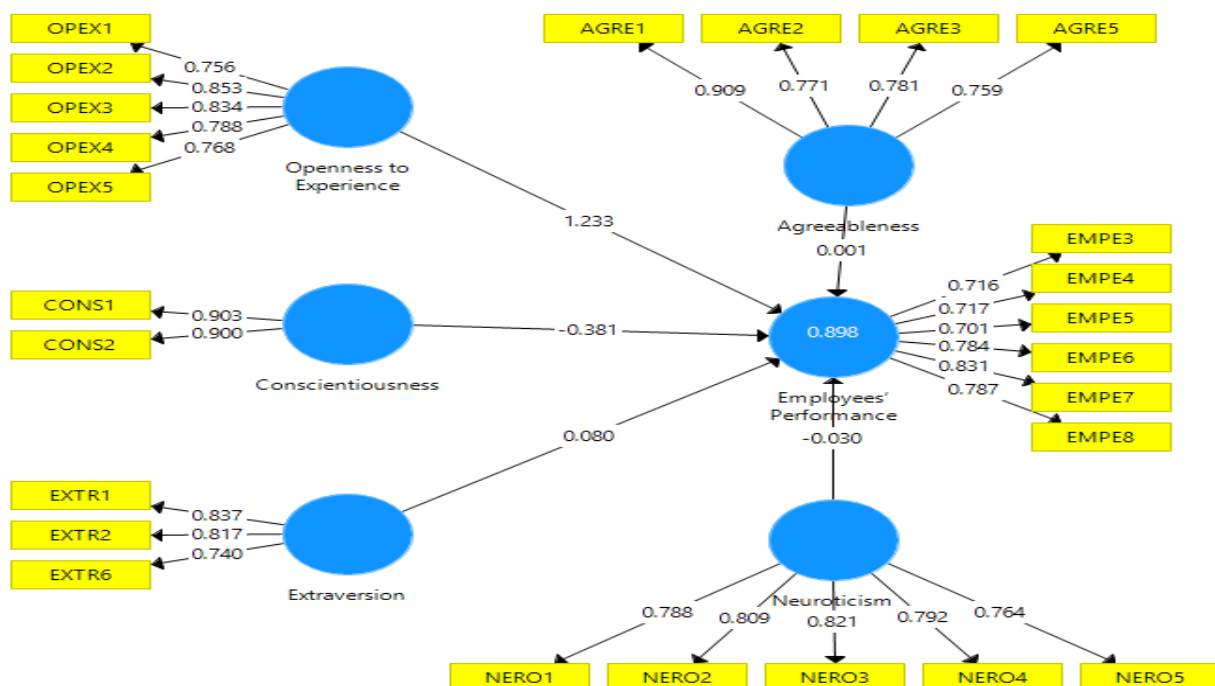 OPEX1
OPEX2
OPEX3
OPEX4
OPEX5
0.756
0.853
0.834
0.788
0.768
Openness to
Experience
AGRE1
AGRE2
AGRE3
AGRE5
0.909
0.771
0.781
0.759
Agreeableness
0.001
1.233
CONS1
CONS2
0.903
0.900
Conscientiousness
-0.381
0.898
Employees'
Performance
-0.030
EMPE3
EMPE4
EMPE5
EMPE6
EMPE7
EMPE8
0.716
0.717
0.701
0.784
0.831
0.787
0.080
EXTR1
EXTR2
EXTR6
0.837
0.817
0.740
Extraversion
Neuroticism
0.788
0.809
0.821
0.792
0.764
NERO1
NERO2
NERO3
NERO4
NERO5